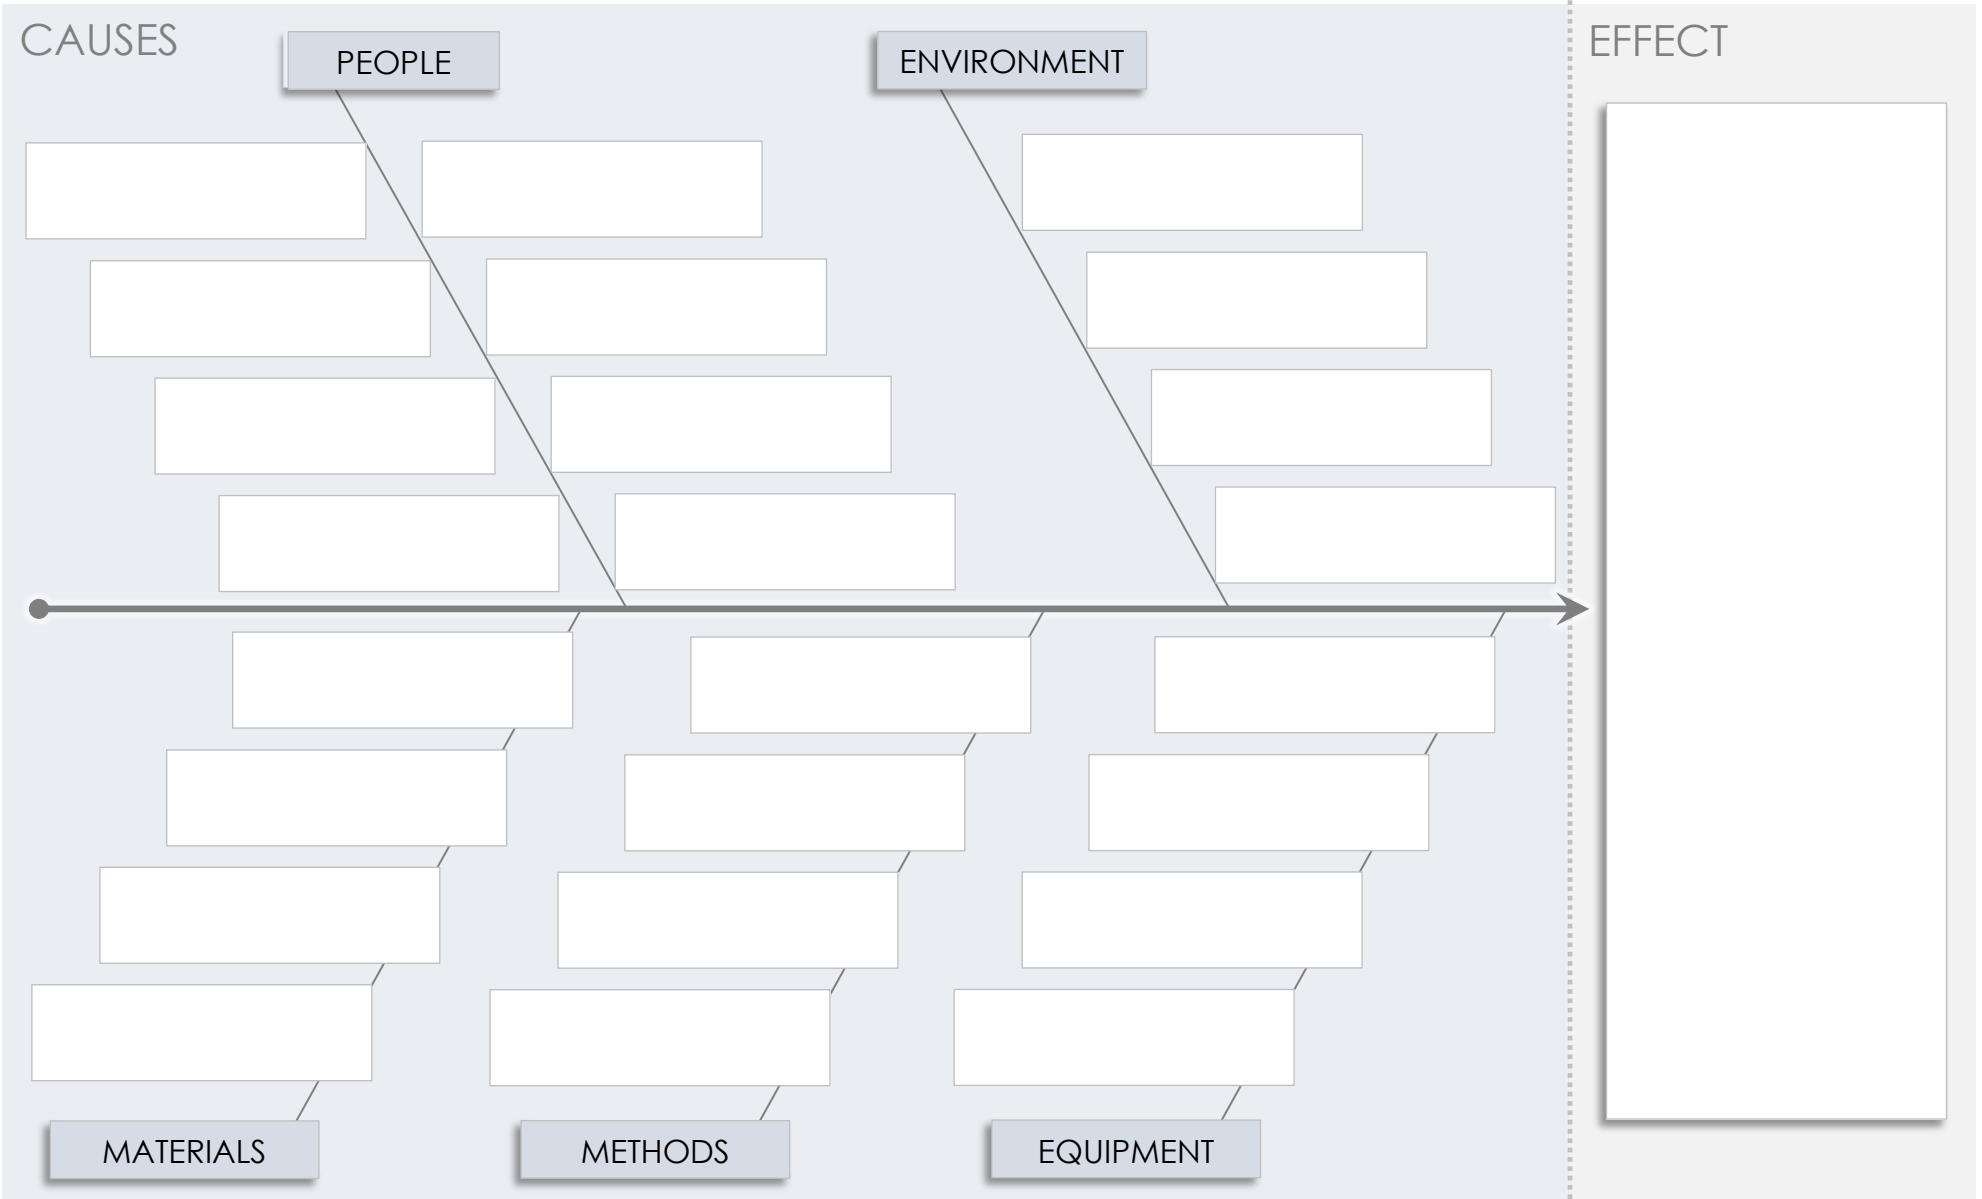 CAUSES
EFFECT
PEOPLE
ENVIRONMENT
MATERIALS
METHODS
EQUIPMENT